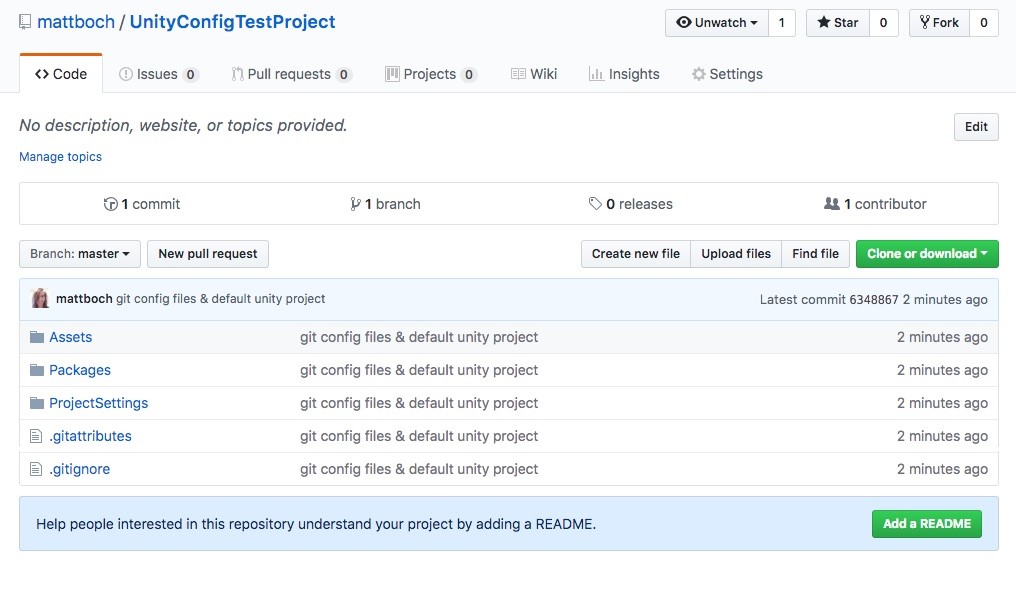 mattboch / UnityConfigTestProject Unwatch 1 Star 0 Fork 0
Code Issues 0 Pull requests 0 Projects 0 Wiki Insights Settings
No description, website, or topics provided. Edit
Manage topics
1 commit 1 branch 0 releases 1 contributor
Branch: master New pull request Create new file Upload files Find file Clone or download
mattboch git config files & default unity project Latest commit 6348867 2 minutes ago
Assets git config files & default unity project 2 minutes ago
Packages git config files & default unity project 2 minutes ago
ProjectSettings git config files & default unity project 2 minutes ago
.gitattributes git config files & default unity project 2 minutes ago
.gitignore git config files & default unity project 2 minutes ago
Help people interested in this repository understand your project by adding a README. Add a README